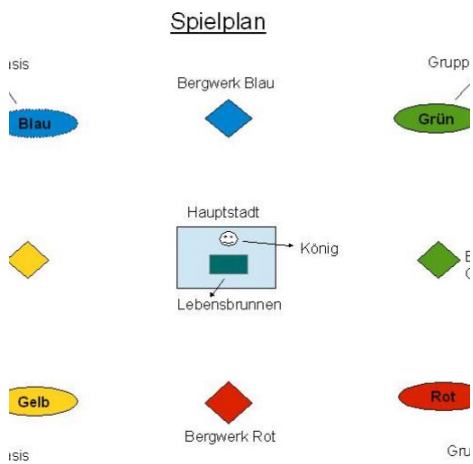 Spielplan
Bergwerk Blau
Blau
Grün
Hauptstadt
König
Lebensbrunnen
Gelb
Rot
Bergwerk Rot